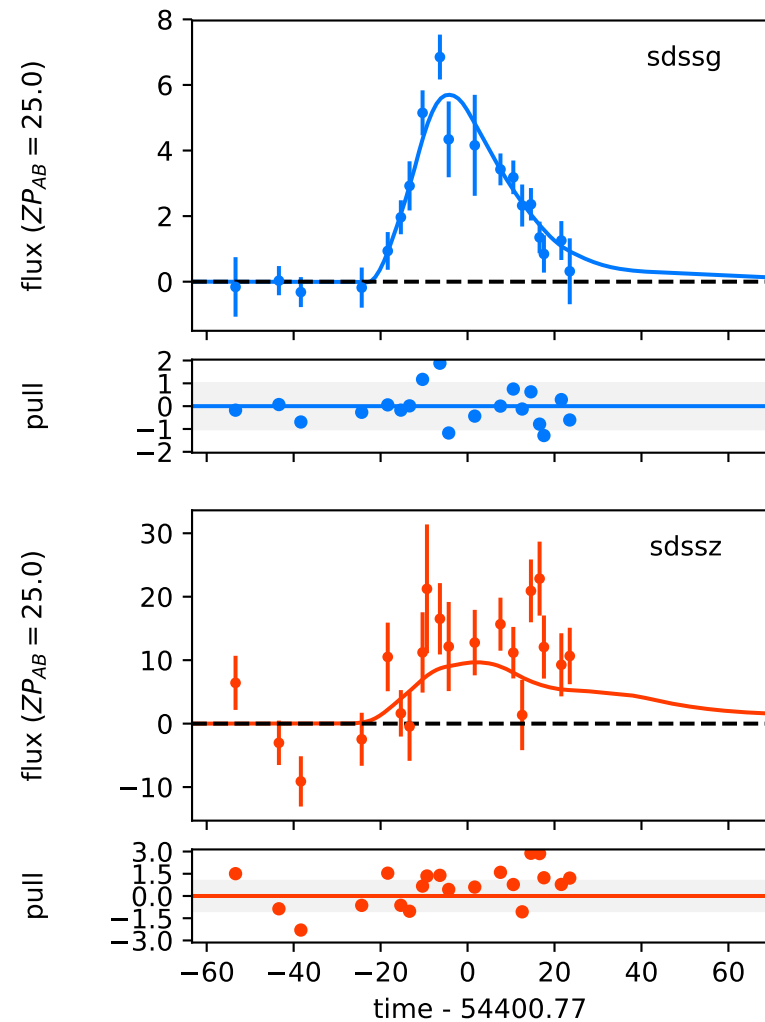 sdssg
flux (ZP_AB = 25.0)
8
6
4
2
0
pull
2
1
0
−1
−2
sdssz
flux (ZP_AB = 25.0)
30
20
10
0
−10
pull
3.0
1.5
0.0
−1.5
−3.0
−60 −40 −20 0 20 40 60
time - 54400.77